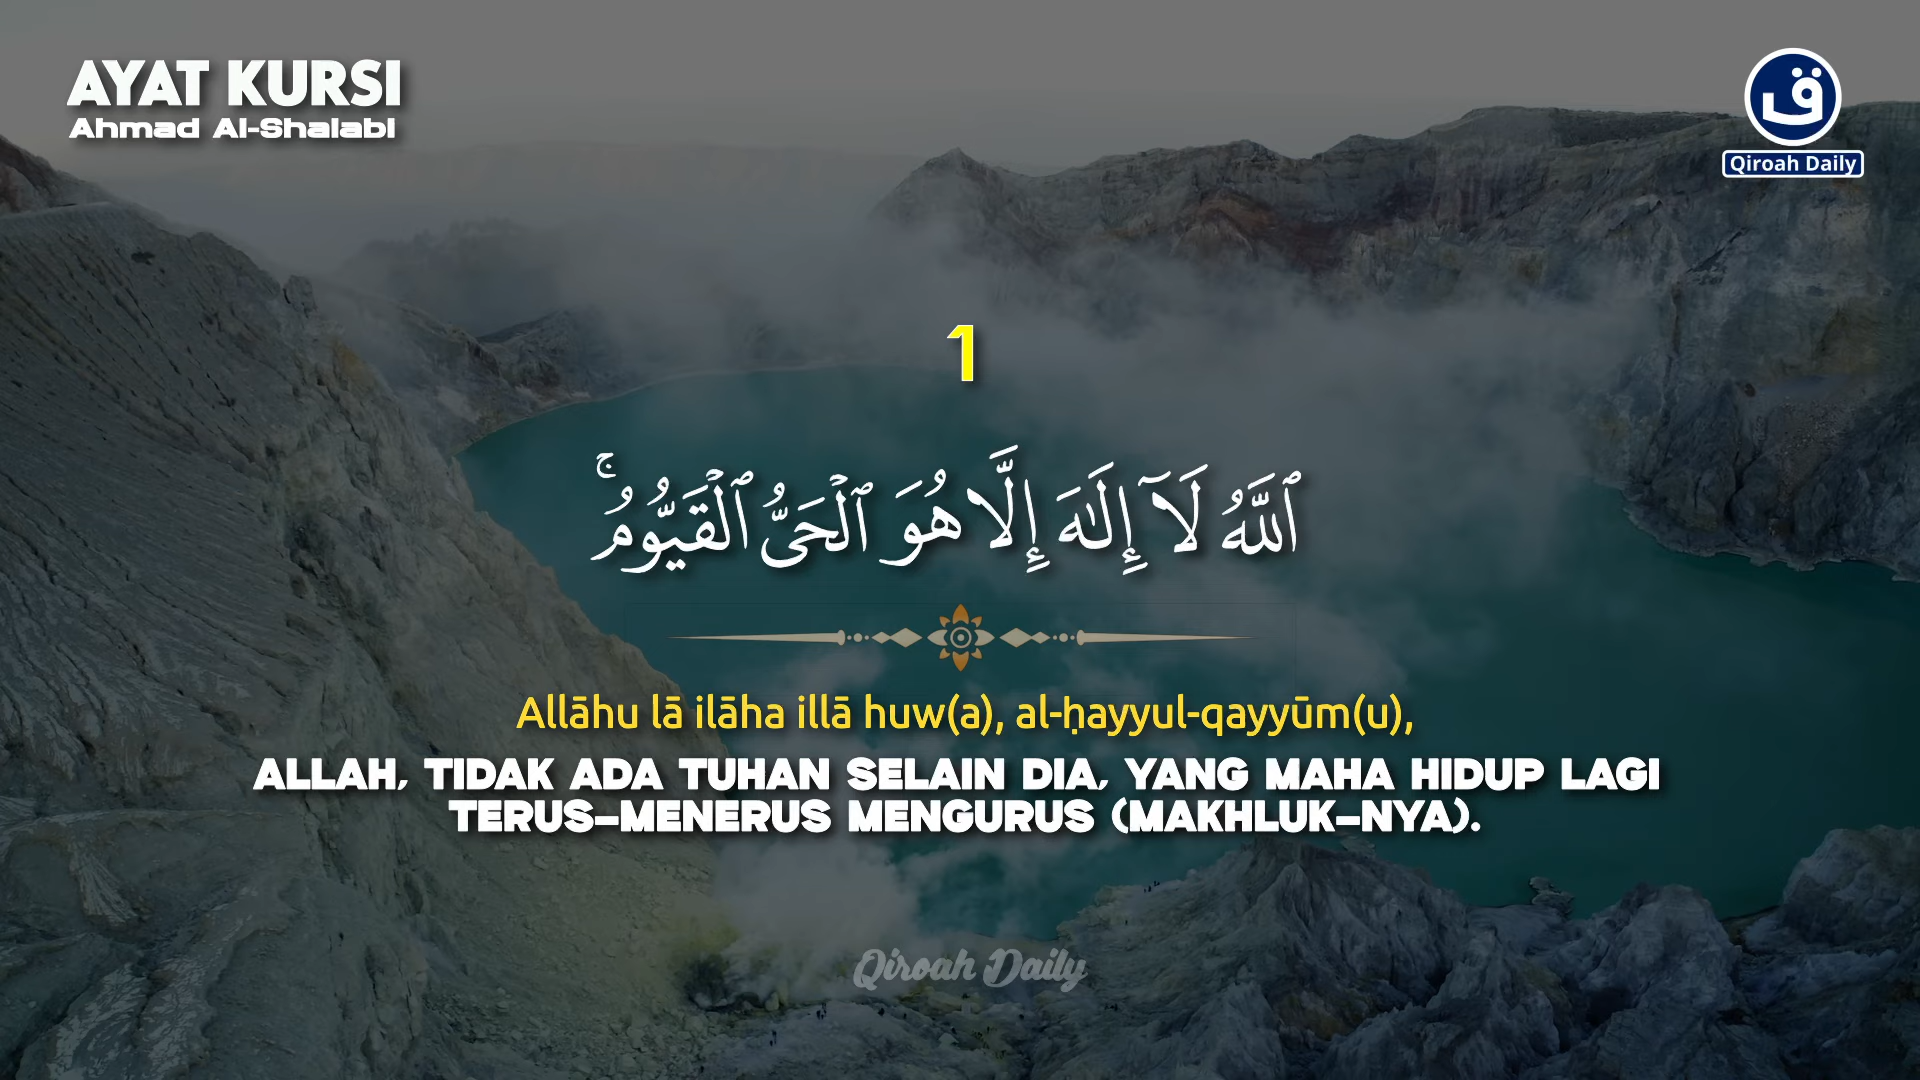 AYAT KURSI
Ahmad Al-Shalabi
ق
Qiroah Daily
1
ٱللَّهُ لَآ إِلَٰهَ إِلَّا هُوَ ٱلْحَىُّ ٱلْقَيُّومُ ۚ
Allāhu lā ilāha illā huw(a), al-ḥayyul-qayyūm(u),
ALLAH, TIDAK ADA TUHAN SELAIN DIA, YANG MAHA HIDUP LAGI
TERUS-MENERUS MENGURUS (MAKHLUK-NYA).
Qiroah Daily